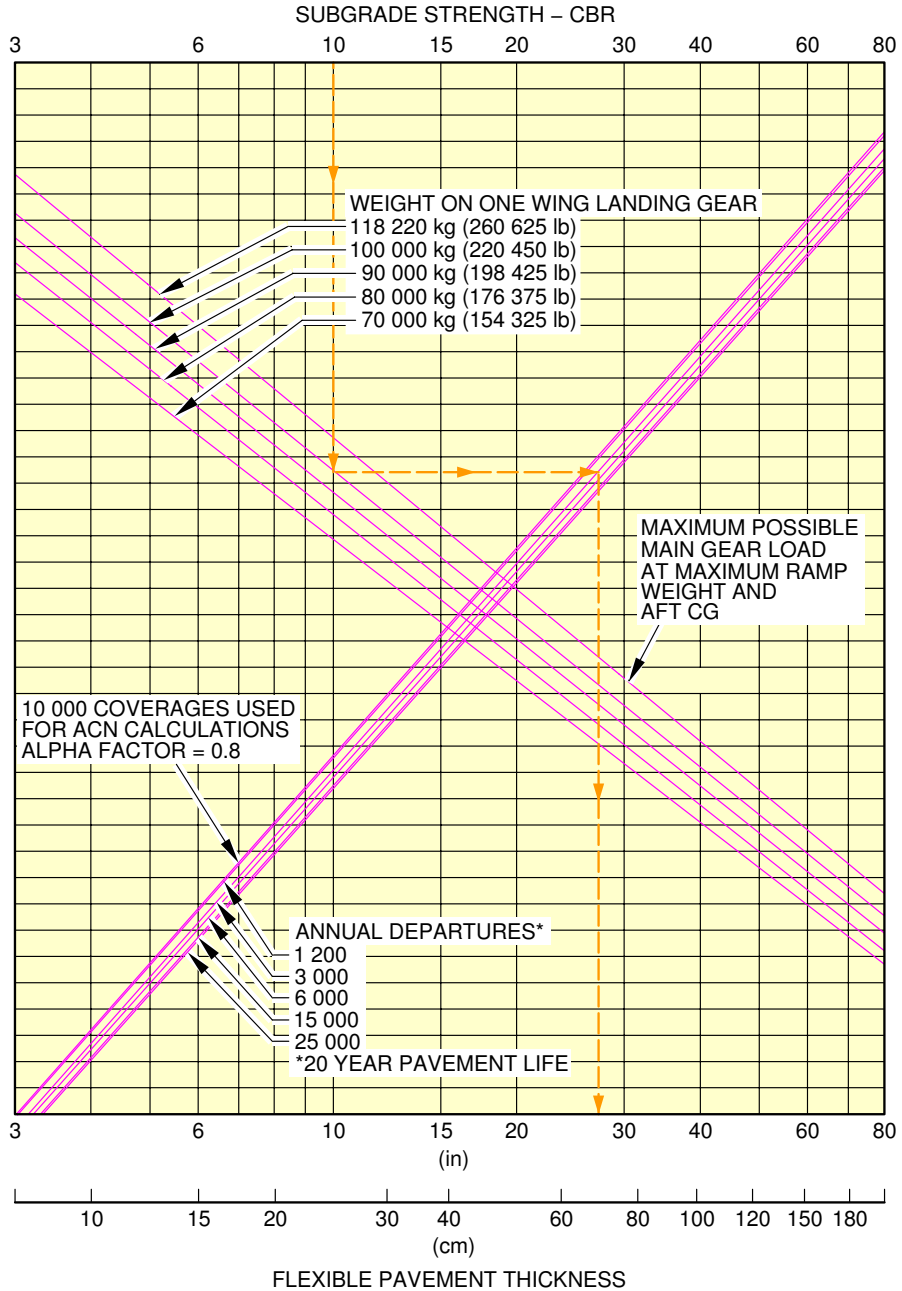 SUBGRADE STRENGTH – CBR
3 6 10 15 20 30 40 60 80
WEIGHT ON ONE WING LANDING GEAR
118 220 kg (260 625 lb)
100 000 kg (220 450 lb)
90 000 kg (198 425 lb)
80 000 kg (176 375 lb)
70 000 kg (154 325 lb)
MAXIMUM POSSIBLE
MAIN GEAR LOAD
AT MAXIMUM RAMP
WEIGHT AND
AFT CG
10 000 COVERAGES USED
FOR ACN CALCULATIONS
ALPHA FACTOR = 0.8
ANNUAL DEPARTURES*
1 200
3 000
6 000
15 000
25 000
*20 YEAR PAVEMENT LIFE
3 6 10 15 20 30 40 60 80
(in)
10 15 20 30 40 60 80 100 120 150 180
(cm)
FLEXIBLE PAVEMENT THICKNESS